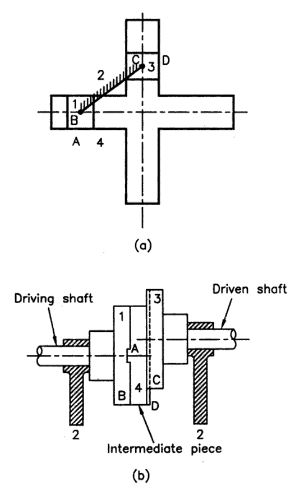 2 C 3 D
1
B
A 4
(a)
Driving shaft
Driven shaft
1 3
A
B 4 C
D
2 2
Intermediate piece
(b)